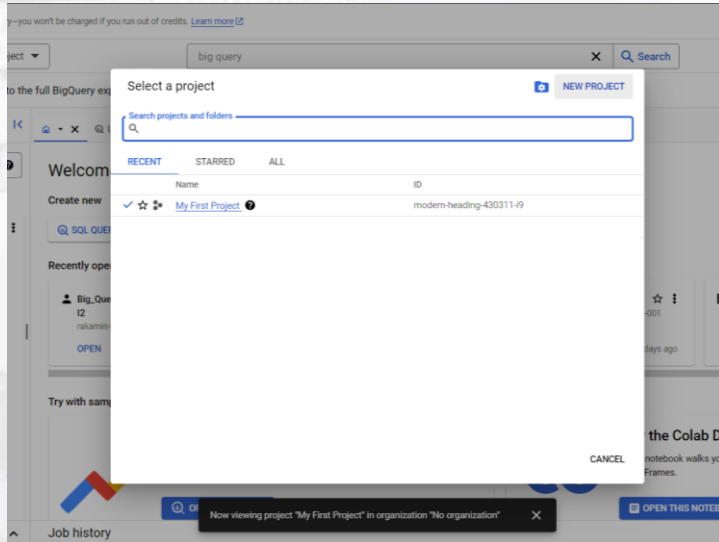 y—you won't be charged if you run out of credits. Learn more
ject
big query
Search
to the full BigQuery exp
Select a project
NEW PROJECT
Search projects and folders
RECENT STARRED ALL
Name ID
My First Project modern-heading-430311-i9
Welcom
Create new
SQL QUE
Recently ope
Big_Que
I2
rakamin-
OPEN
-001
days ago
Try with sam
CANCEL
the Colab D
notebook walks yo
Frames.
OPEN THIS NOTEB
Now viewing project "My First Project" in organization "No organization"
Job history